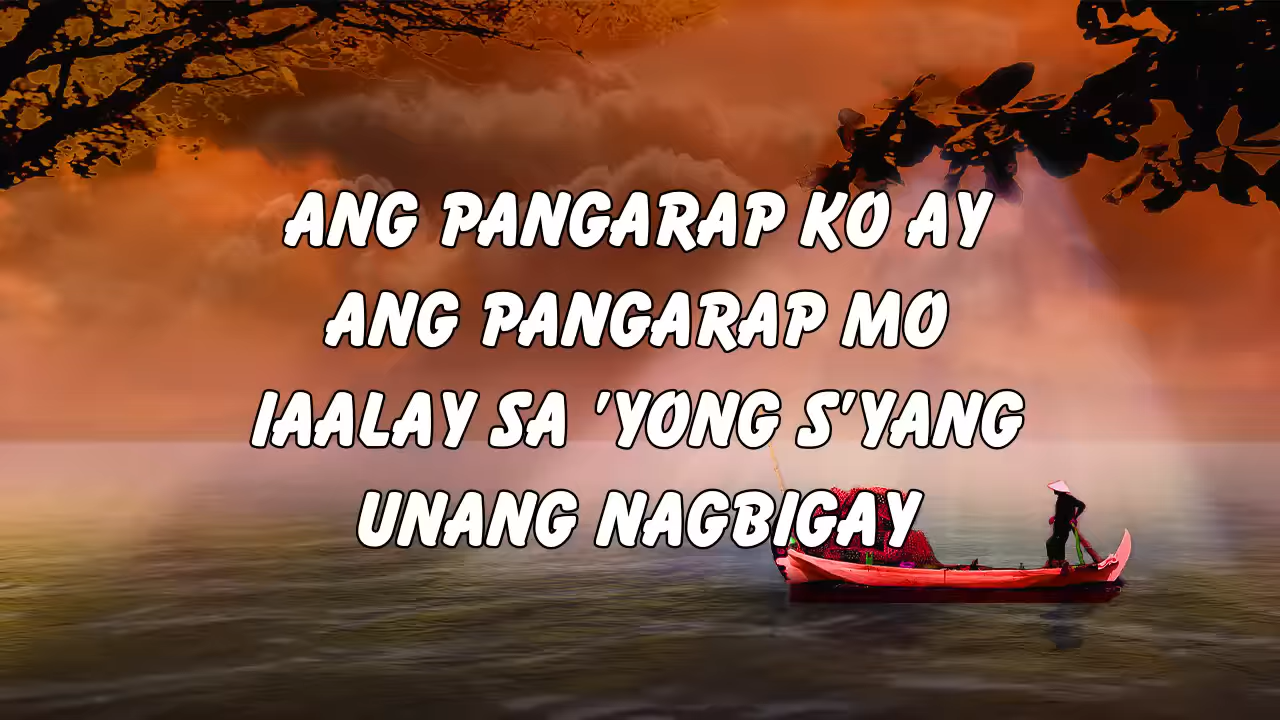 ANG PANGARAP KO AY
ANG PANGARAP MO
IAALAY SA 'YONG S'YANG
UNANG NAGBIGAY